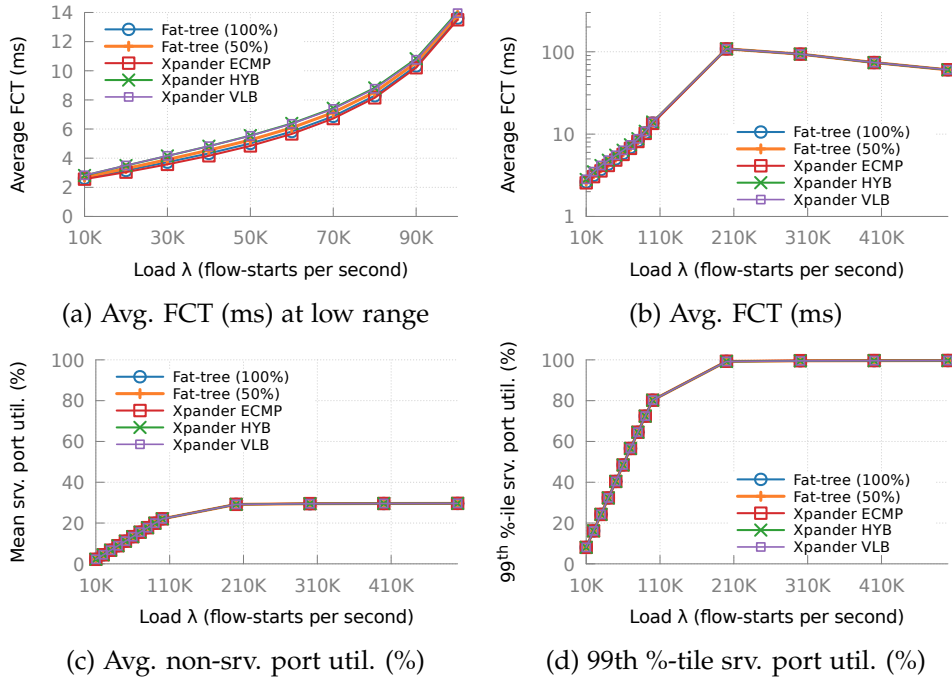 14
12
10
8
6
4
2
0
Average FCT (ms)
Fat-tree (100%)
Fat-tree (50%)
Xpander ECMP
Xpander HYB
Xpander VLB
10K 30K 50K 70K 90K
Load λ (flow-starts per second)
(a) Avg. FCT (ms) at low range
100
10
1
Average FCT (ms)
Fat-tree (100%)
Fat-tree (50%)
Xpander ECMP
Xpander HYB
Xpander VLB
10K 110K 210K 310K 410K
Load λ (flow-starts per second)
(b) Avg. FCT (ms)
100
80
60
40
20
0
Mean srv. port util. (%)
Fat-tree (100%)
Fat-tree (50%)
Xpander ECMP
Xpander HYB
Xpander VLB
10K 110K 210K 310K 410K
Load λ (flow-starts per second)
(c) Avg. non-srv. port util. (%)
100
80
60
40
20
0
99th %-tile srv. port util. (%)
Fat-tree (100%)
Fat-tree (50%)
Xpander ECMP
Xpander HYB
Xpander VLB
10K 110K 210K 310K 410K
Load λ (flow-starts per second)
(d) 99th %-tile srv. port util. (%)